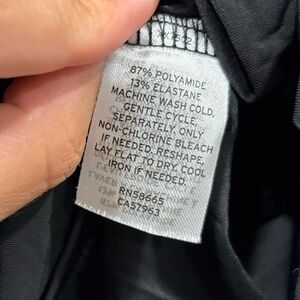 87% POLYAMIDE
13% ELASTANE
MACHINE WASH COLD,
GENTLE CYCLE,
SEPARATELY. ONLY
NON-CHLORINE BLEACH
IF NEEDED. RESHAPE,
LAY FLAT TO DRY. COOL
IRON IF NEEDED.
RN58665
CA57963